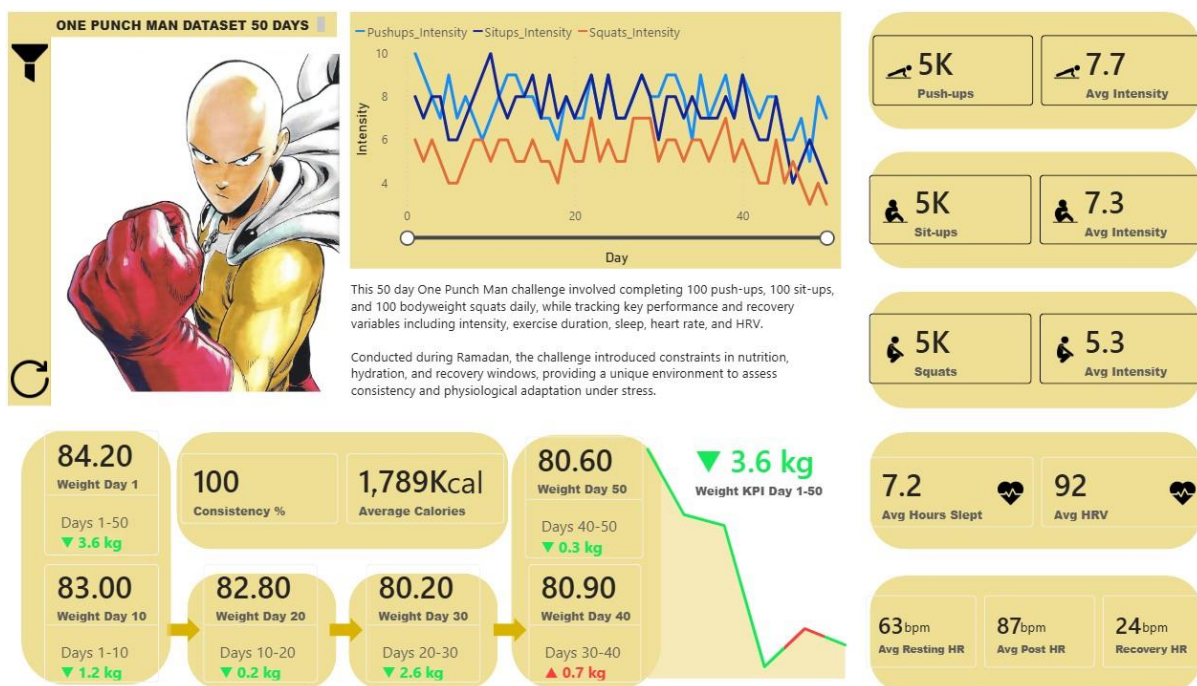 ONE PUNCH MAN DATASET 50 DAYS
Pushups_Intensity Situps_Intensity Squats_Intensity
10
8
6
4
Intensity
0 20 40
Day
This 50 day One Punch Man challenge involved completing 100 push-ups, 100 sit-ups,
and 100 bodyweight squats daily, while tracking key performance and recovery
variables including intensity, exercise duration, sleep, heart rate, and HRV.
Conducted during Ramadan, the challenge introduced constraints in nutrition,
hydration, and recovery windows, providing a unique environment to assess
consistency and physiological adaptation under stress.
5K
Push-ups
7.7
Avg Intensity
5K
Sit-ups
7.3
Avg Intensity
5K
Squats
5.3
Avg Intensity
84.20
Weight Day 1
Days 1-50
▼ 3.6 kg
100
Consistency %
1,789Kcal
Average Calories
80.60
Weight Day 50
Days 40-50
▼ 0.3 kg
▼ 3.6 kg
Weight KPI Day 1-50
7.2
Avg Hours Slept
92
Avg HRV
83.00
Weight Day 10
Days 1-10
▼ 1.2 kg
82.80
Weight Day 20
Days 10-20
▼ 0.2 kg
80.20
Weight Day 30
Days 20-30
▼ 2.6 kg
80.90
Weight Day 40
Days 30-40
▲ 0.7 kg
63bpm
Avg Resting HR
87bpm
Avg Post HR
24bpm
Recovery HR